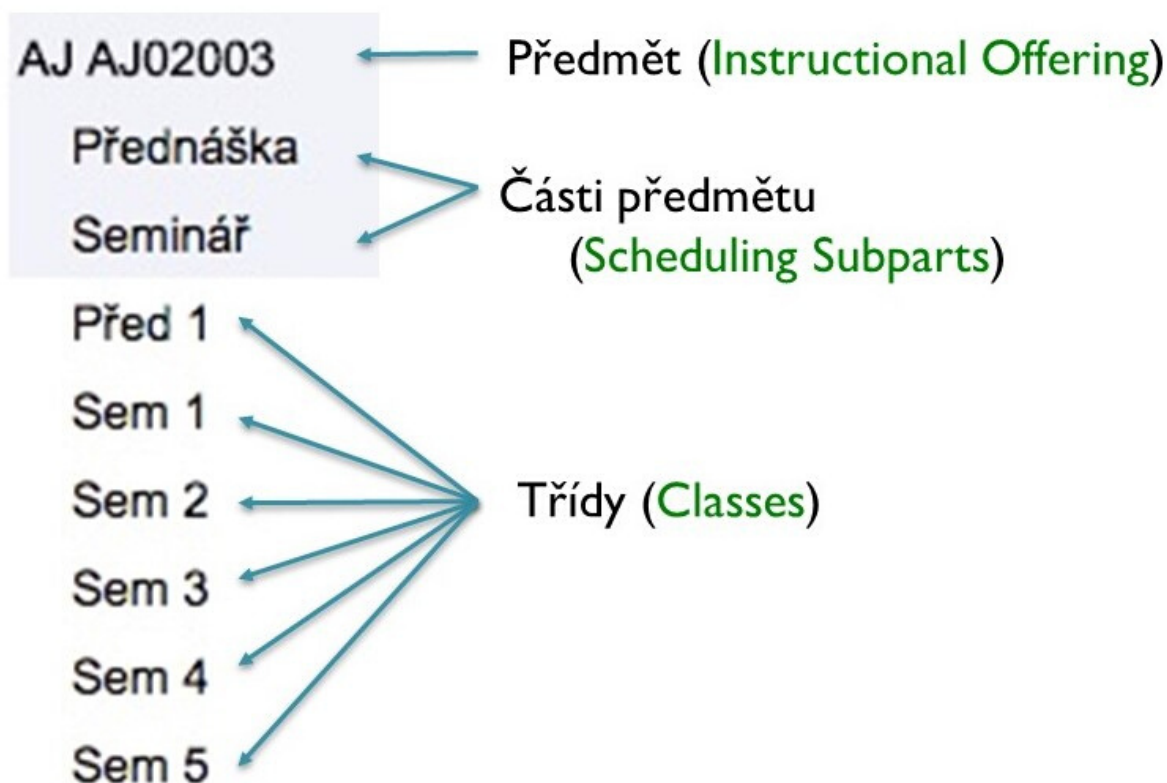 AJ AJ02003
Předmět (Instructional Offering)
Přednáška
Seminář
Části předmětu
(Scheduling Subparts)
Před 1
Sem 1
Sem 2
Třídy (Classes)
Sem 3
Sem 4
Sem 5